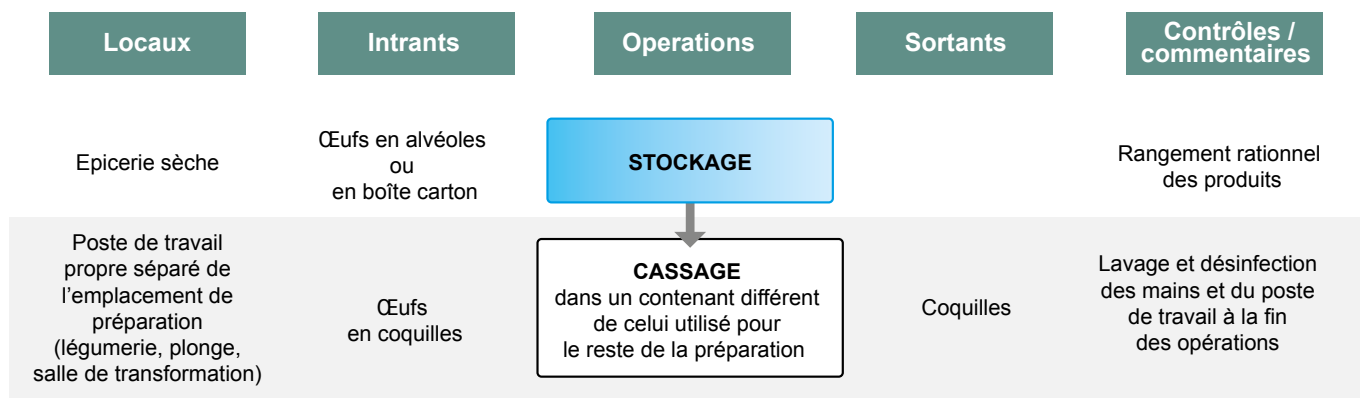 Locaux
Intrants
Operations
Sortants
Contrôles /
commentaires
Epicerie sèche
Œufs en alvéoles
ou
en boîte carton
STOCKAGE
Rangement rationnel
des produits
Poste de travail
propre séparé de
l'emplacement de
préparation
(légumerie, plonge,
salle de transformation)
Œufs
en coquilles
CASSAGE
dans un contenant différent
de celui utilisé pour
le reste de la préparation
Coquilles
Lavage et désinfection
des mains et du poste
de travail à la fin
des opérations